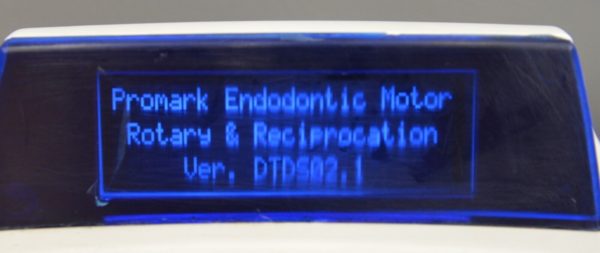 Promark Endodontic Motor
Rotary & Reciprocation
Ver. DTDS02.1